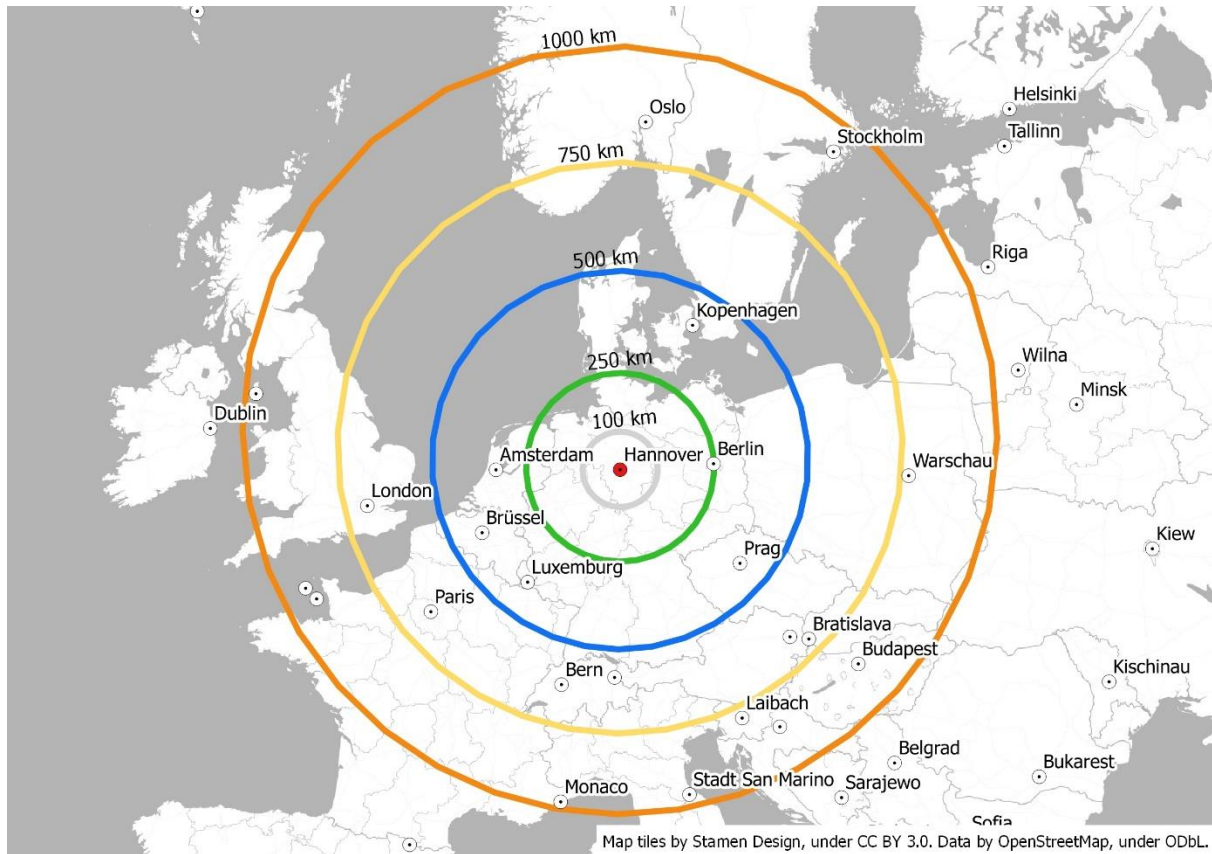 1000 km
Oslo
Helsinki
Tallinn
Stockholm
750 km
Riga
500 km
Kopenhagen
250 km
Wilna
Minsk
Dublin
100 km
Amsterdam
Hannover
Berlin
Warschau
London
Brüssel
Kiew
Prag
Luxemburg
Paris
Bratislava
Budapest
Bern
Kischinau
Laibach
Belgrad
Bukarest
Monaco
Stadt San Marino
Sarajewo
Sofia
Map tiles by Stamen Design, under CC BY 3.0. Data by OpenStreetMap, under ODbL.